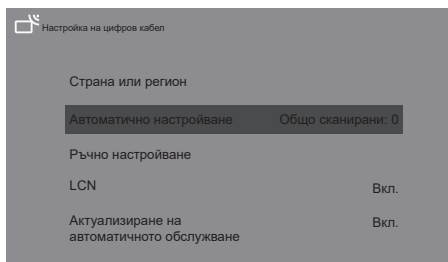 Настройка на цифров кабел
Страна или регион
Автоматично настройване Общо сканирани: 0
Ръчно настройване
LCN Вкл.
Актуализиране на Вкл.
автоматичното обслужване